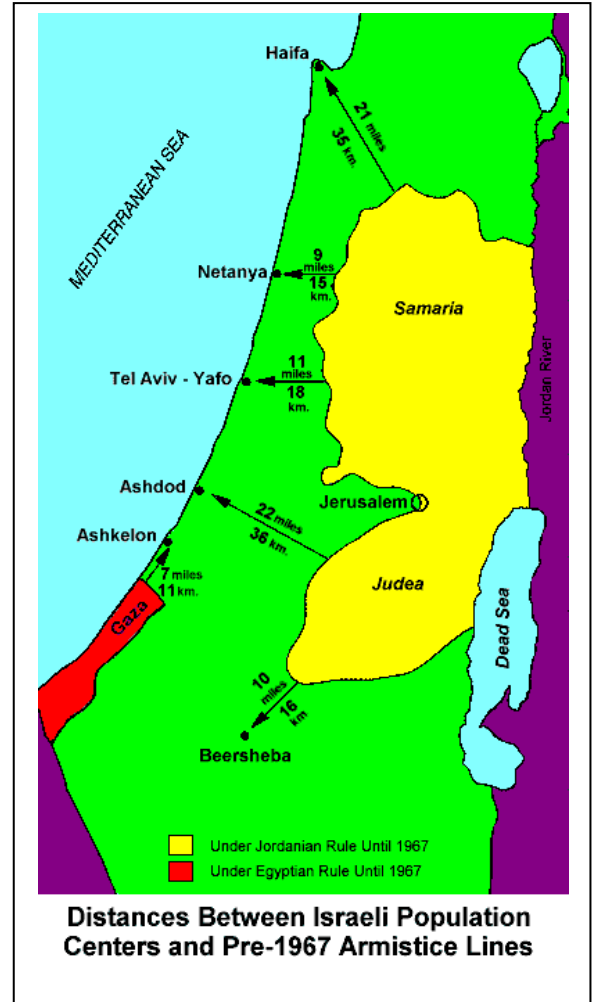 Haifa
21 miles
35 km.
MEDITERRANEAN SEA
Netanya
9
miles
15
km.
Samaria
Jordan River
Tel Aviv - Yafo
11
miles
18
km.
Ashdod
22 miles
36 km.
Jerusalem
Ashkelon
7 miles
11 km.
Gaza
Judea
Dead Sea
10
miles
16
km
Beersheba
Under Jordanian Rule Until 1967
Under Egyptian Rule Until 1967
Distances Between Israeli Population
Centers and Pre-1967 Armistice Lines